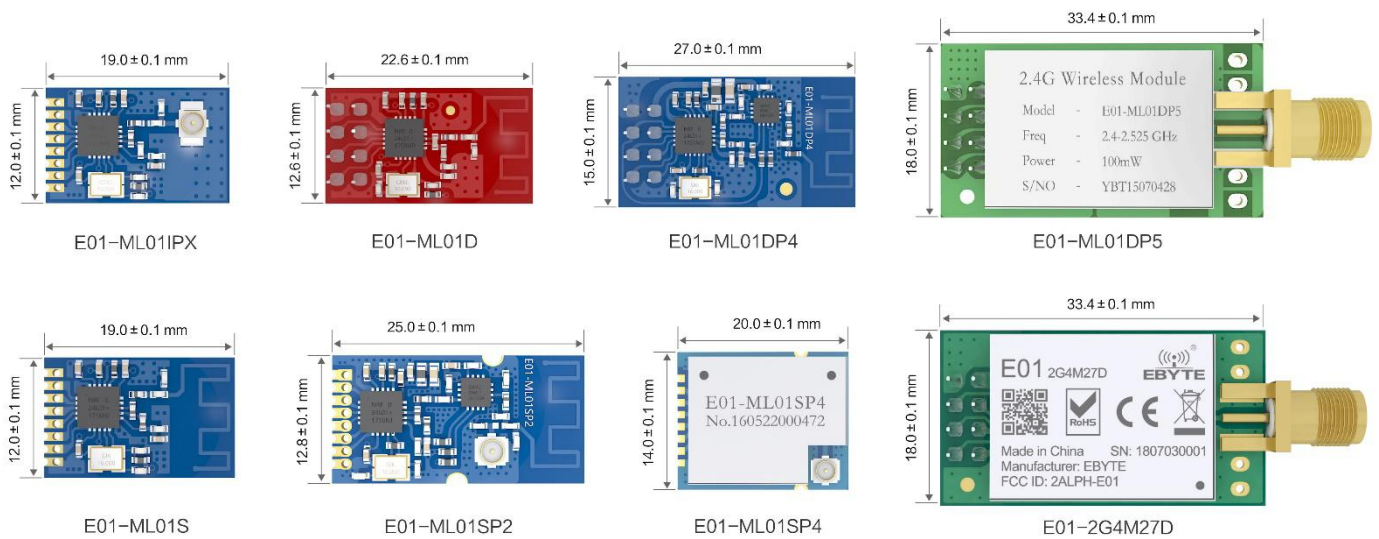 19.0 ± 0.1 mm
12.0 ± 0.1 mm
E01-ML01IPX
22.6 ± 0.1 mm
12.6 ± 0.1 mm
E01-ML01D
27.0 ± 0.1 mm
15.0 ± 0.1 mm
E01-ML01DP4
E01-ML01DP4
33.4 ± 0.1 mm
18.0 ± 0.1 mm
2.4G Wireless Module
Model - E01-ML01DP5
Freq - 2.4-2.525 GHz
Power - 100mW
S/NO - YBT15070428
E01-ML01DP5
19.0 ± 0.1 mm
12.0 ± 0.1 mm
E01-ML01S
25.0 ± 0.1 mm
12.8 ± 0.1 mm
E01-ML01SP2
E01-ML01SP2
20.0 ± 0.1 mm
14.0 ± 0.1 mm
E01-ML01SP4
No.160522000472
E01-ML01SP4
33.4 ± 0.1 mm
18.0 ± 0.1 mm
E01 2G4M27D
EBYTE ®
RoHS
CE
Made in China SN: 1807030001
Manufacturer: EBYTE
FCC ID: 2ALPH-E01
E01-2G4M27D